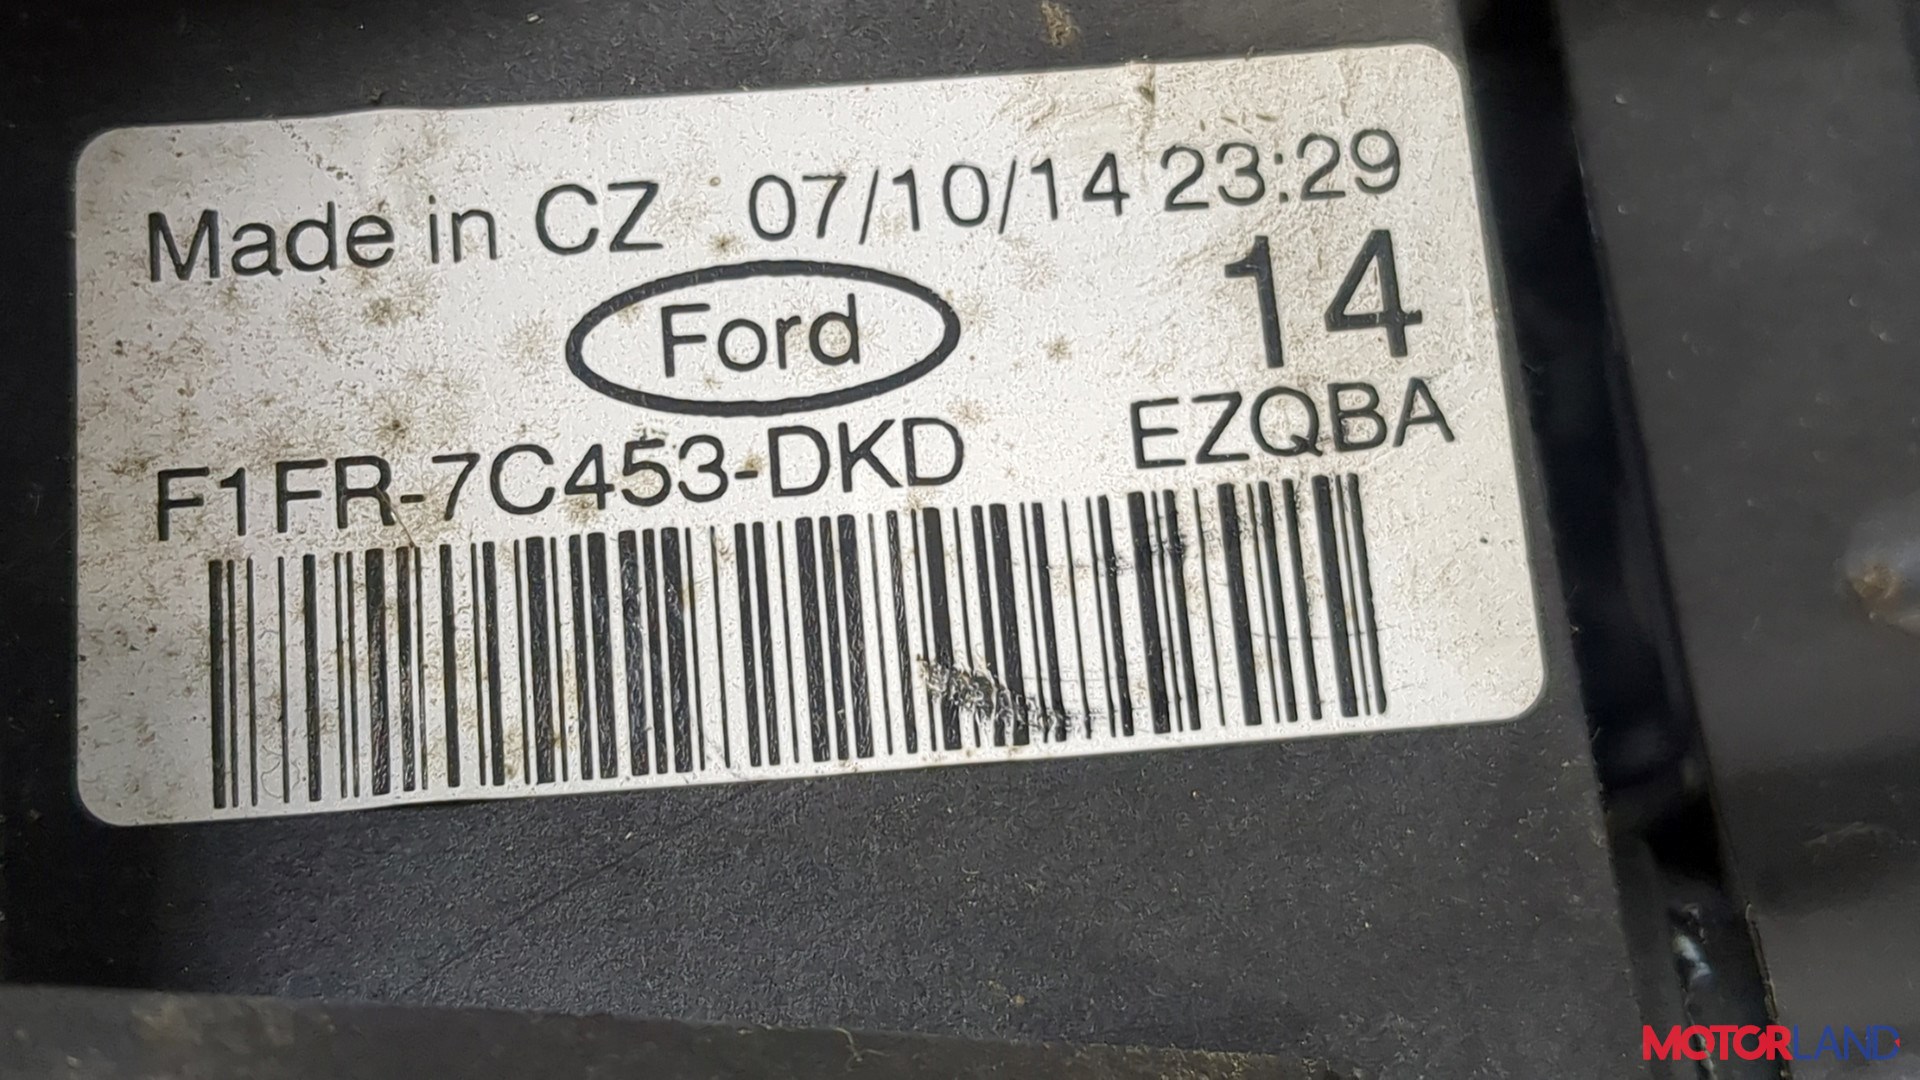 Made in CZ 07/10/14 23:29
Ford 14
F1FR-7C453-DKD EZQBA
MOTORLAND